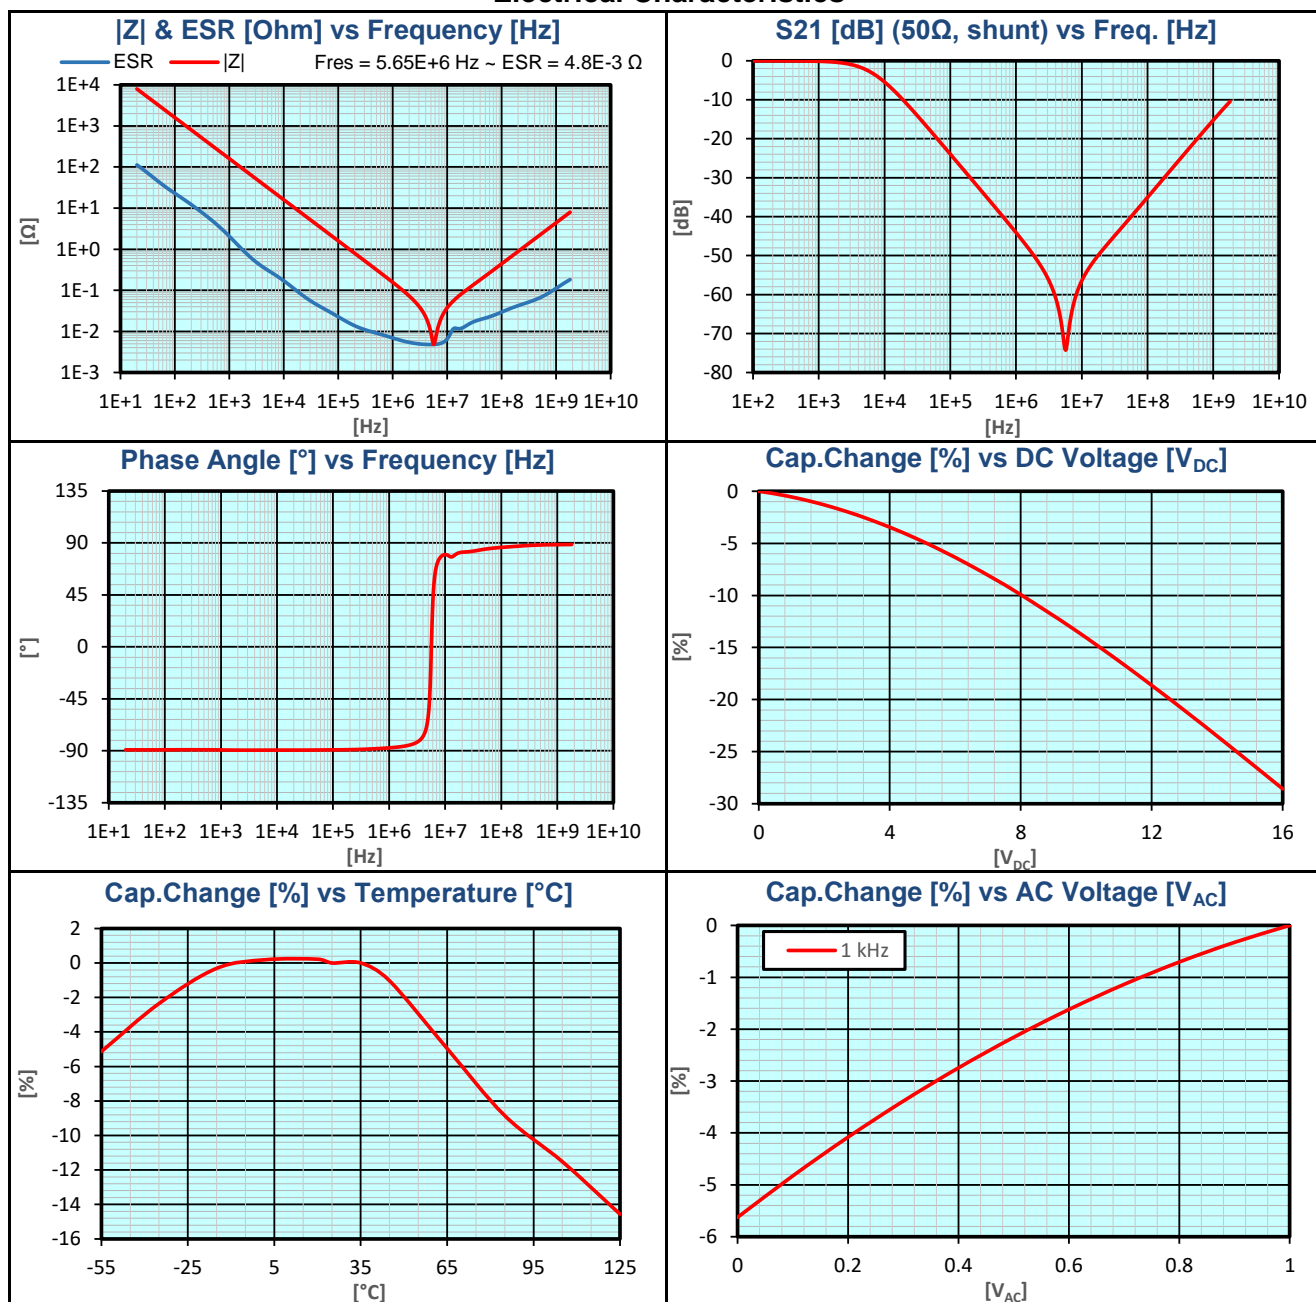 Electrical Characteristics
|Z| & ESR [Ohm] vs Frequency [Hz]
ESR |Z| Fres = 5.65E+6 Hz ~ ESR = 4.8E-3 Ω
1E+4
1E+3
1E+2
1E+1
1E+0
1E-1
1E-2
1E-3
[Ω]
1E+1 1E+2 1E+3 1E+4 1E+5 1E+6 1E+7 1E+8 1E+9 1E+10
[Hz]
S21 [dB] (50Ω, shunt) vs Freq. [Hz]
0
-10
-20
-30
-40
-50
-60
-70
-80
[dB]
1E+2 1E+3 1E+4 1E+5 1E+6 1E+7 1E+8 1E+9 1E+10
[Hz]
Phase Angle [°] vs Frequency [Hz]
135
90
45
0
-45
-90
-135
[°]
1E+1 1E+2 1E+3 1E+4 1E+5 1E+6 1E+7 1E+8 1E+9 1E+10
[Hz]
Cap.Change [%] vs DC Voltage [VDC]
0
-5
-10
-15
-20
-25
-30
[%]
0 4 8 12 16
[VDC]
Cap.Change [%] vs Temperature [°C]
2
0
-2
-4
-6
-8
-10
-12
-14
-16
[%]
-55 -25 5 35 65 95 125
[°C]
Cap.Change [%] vs AC Voltage [VAC]
1 kHz
0
-1
-2
-3
-4
-5
-6
[%]
0 0.2 0.4 0.6 0.8 1
[VAC]